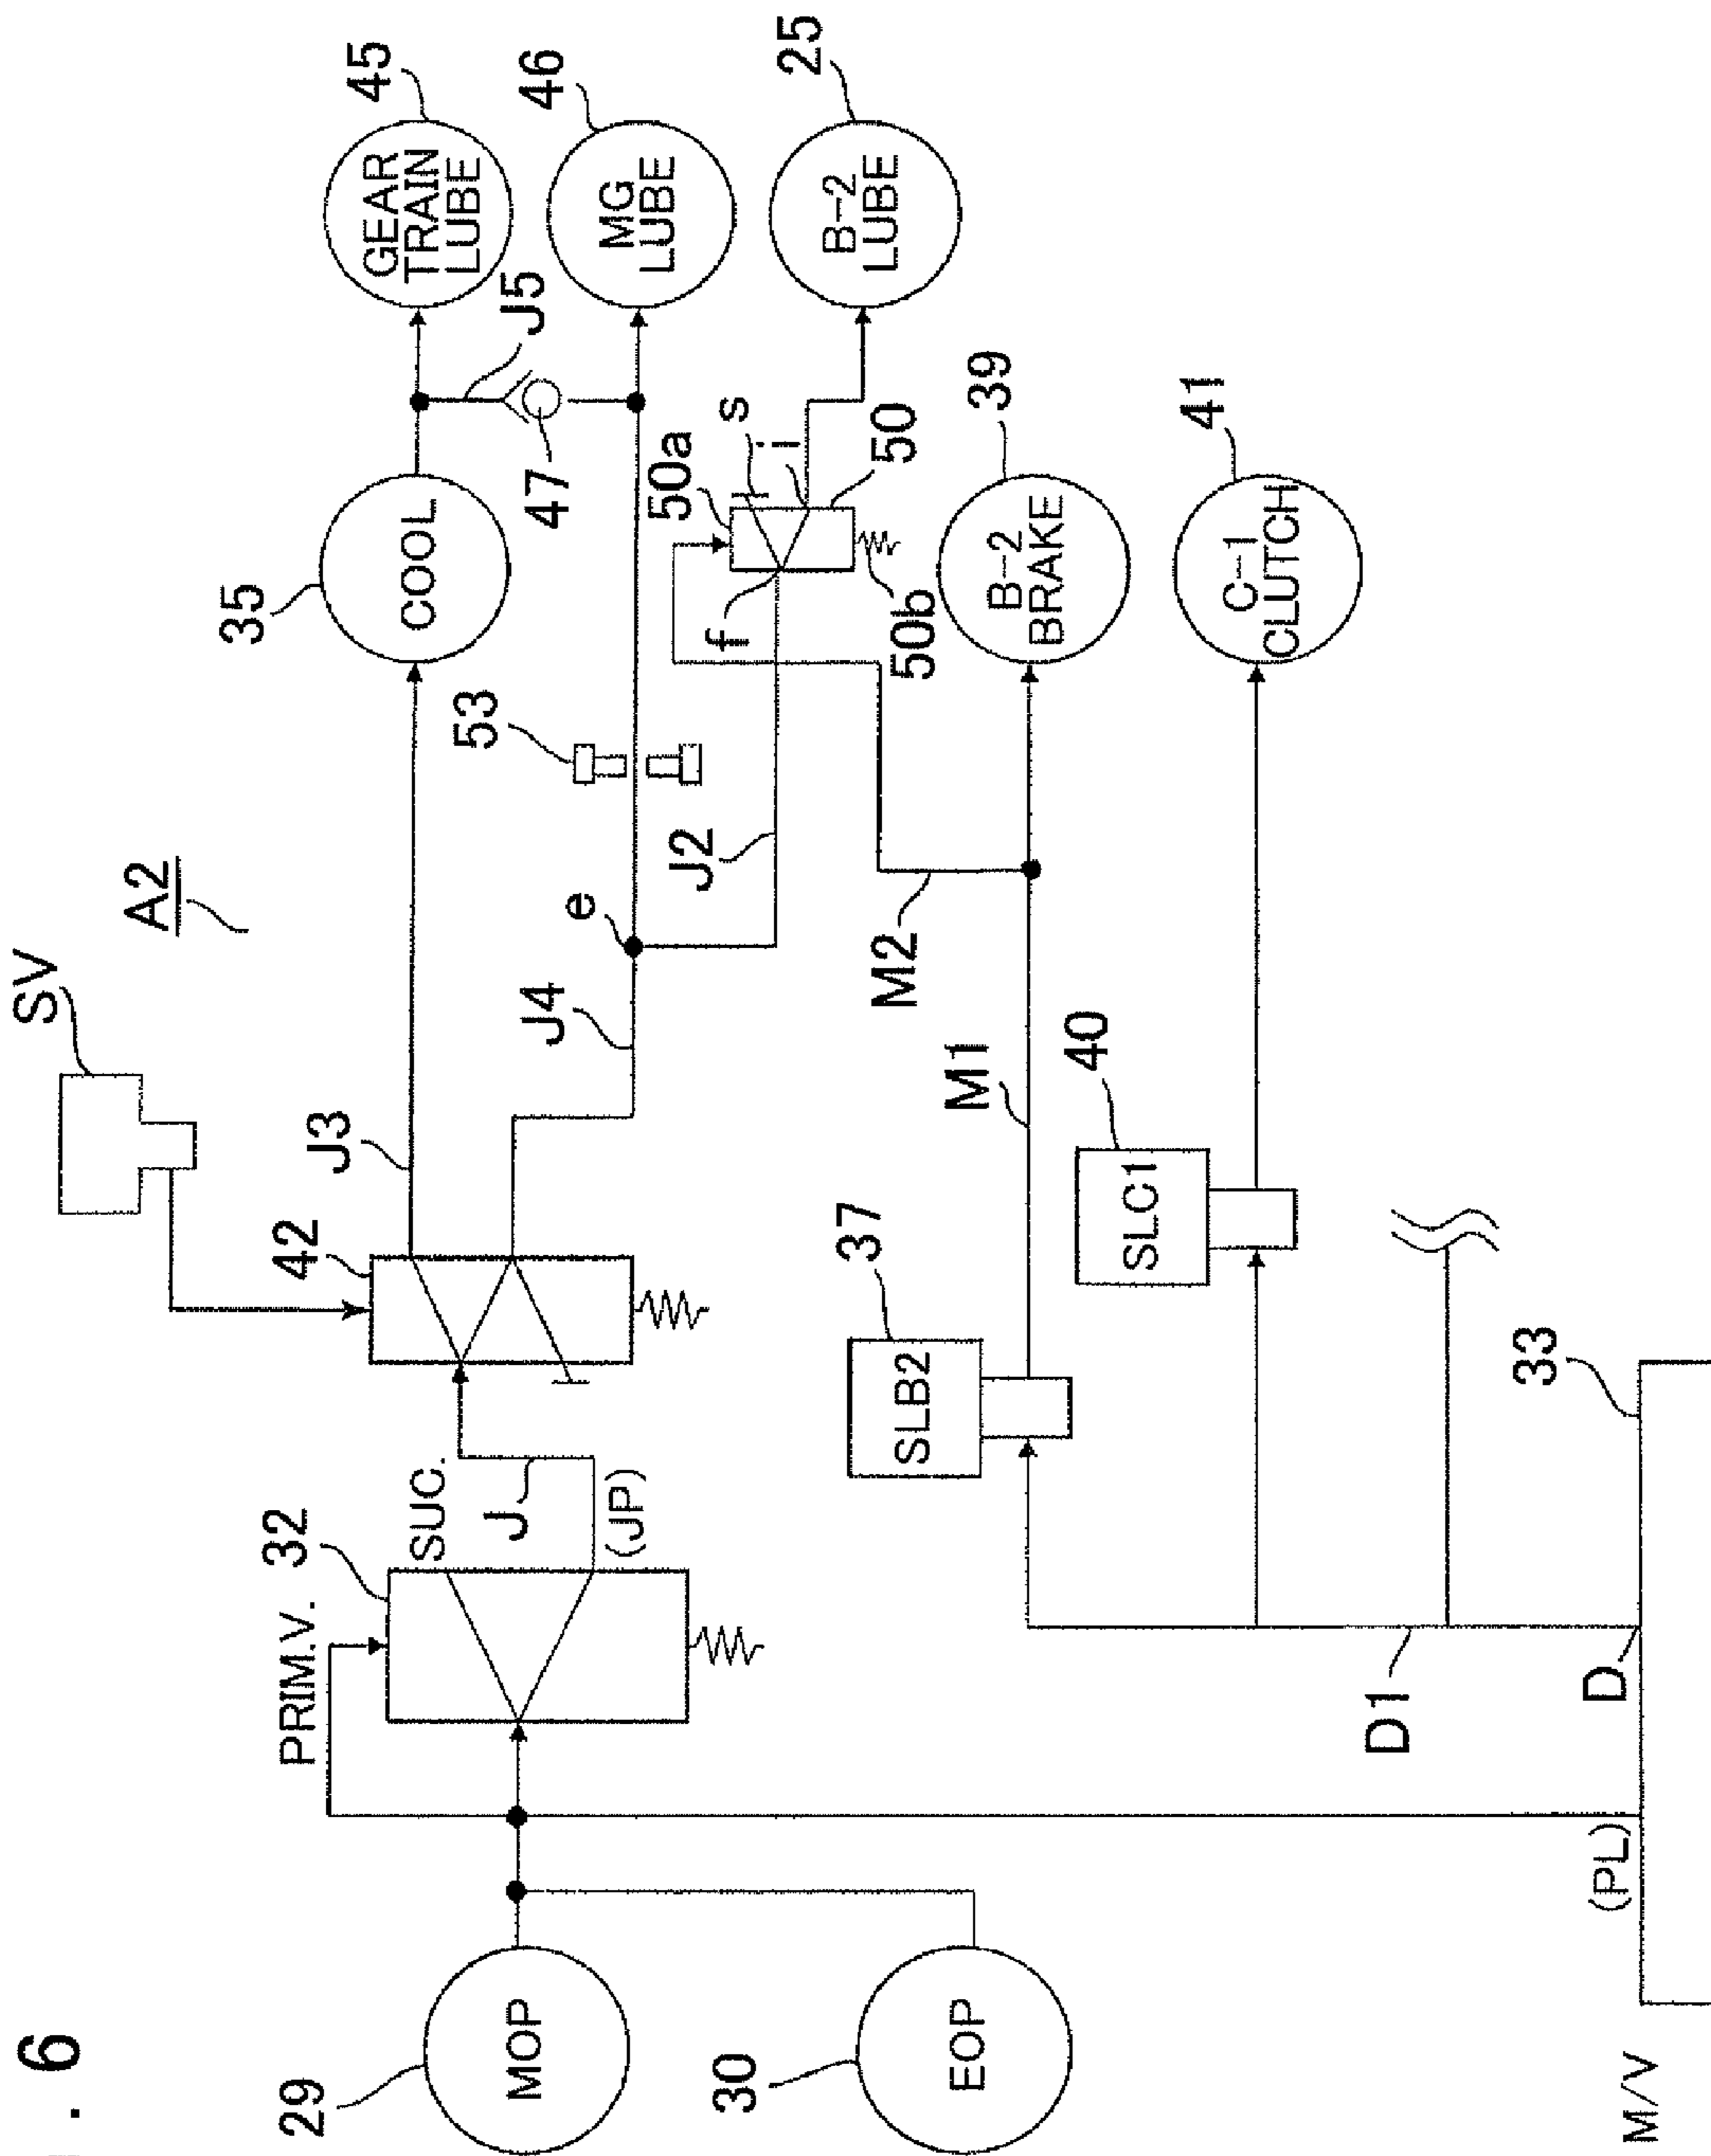 . 6
A2
SV
45
GEAR
TRAIN
LUBE
35
COOL
J3
J5
46
MG
LUBE
47
42
53
J4
e
50a
s
25
B-2
LUBE
i
50
f
50b
J2
PRIM.V.
32
SUC.
J
(JP)
M2
39
B-2
BRAKE
29
MOP
37
SLB2
M1
30
EOP
40
SLC1
41
C-1
CLUTCH
D1
33
D
(PL)
M/V